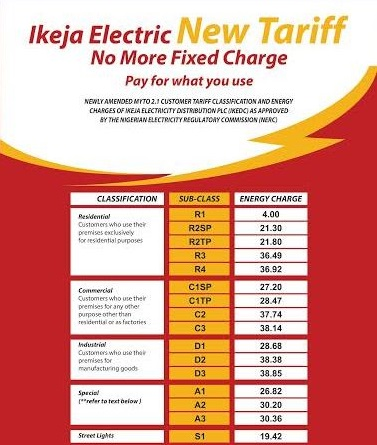 Ikeja Electric New Tariff
No More Fixed Charge
Pay for what you use
NEWLY AMENDED MYTO 2.1 CUSTOMER TARIFF CLASSIFICATION AND ENERGY
CHARGES OF IKEJA ELECTRICITY DISTRIBUTION PLC (IKEDC) AS APPROVED
BY THE NIGERIAN ELECTRICITY REGULATORY COMMISSION (NERC)
CLASSIFICATION SUB-CLASS ENERGY CHARGE
Residential
Customers who use their
premises exclusively
for residential purposes
R1 4.00
R2SP 21.30
R2TP 21.80
R3 36.49
R4 36.92
Commercial
Customers who use their
premises for any other
purpose other than
residential or as factories
C1SP 27.20
C1TP 28.47
C2 37.74
C3 38.14
Industrial
Customers who use their
premises for
manufacturing goods
D1 28.68
D2 38.38
D3 38.85
Special
(**refer to text below )
A1 26.82
A2 30.20
A3 30.36
Street Lights S1 19.42